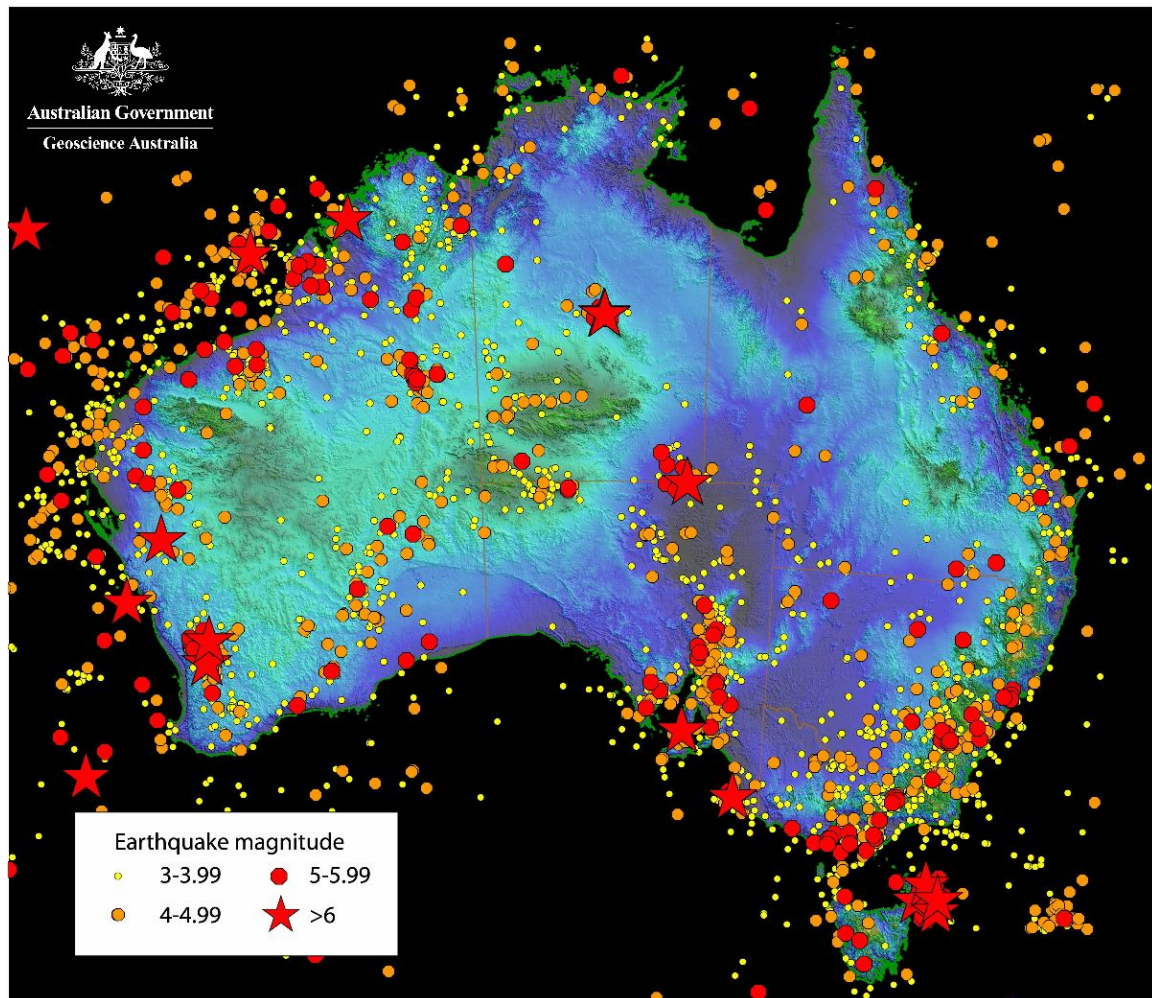 Australian Government
Geoscience Australia
Earthquake magnitude
3-3.99
5-5.99
4-4.99
>6